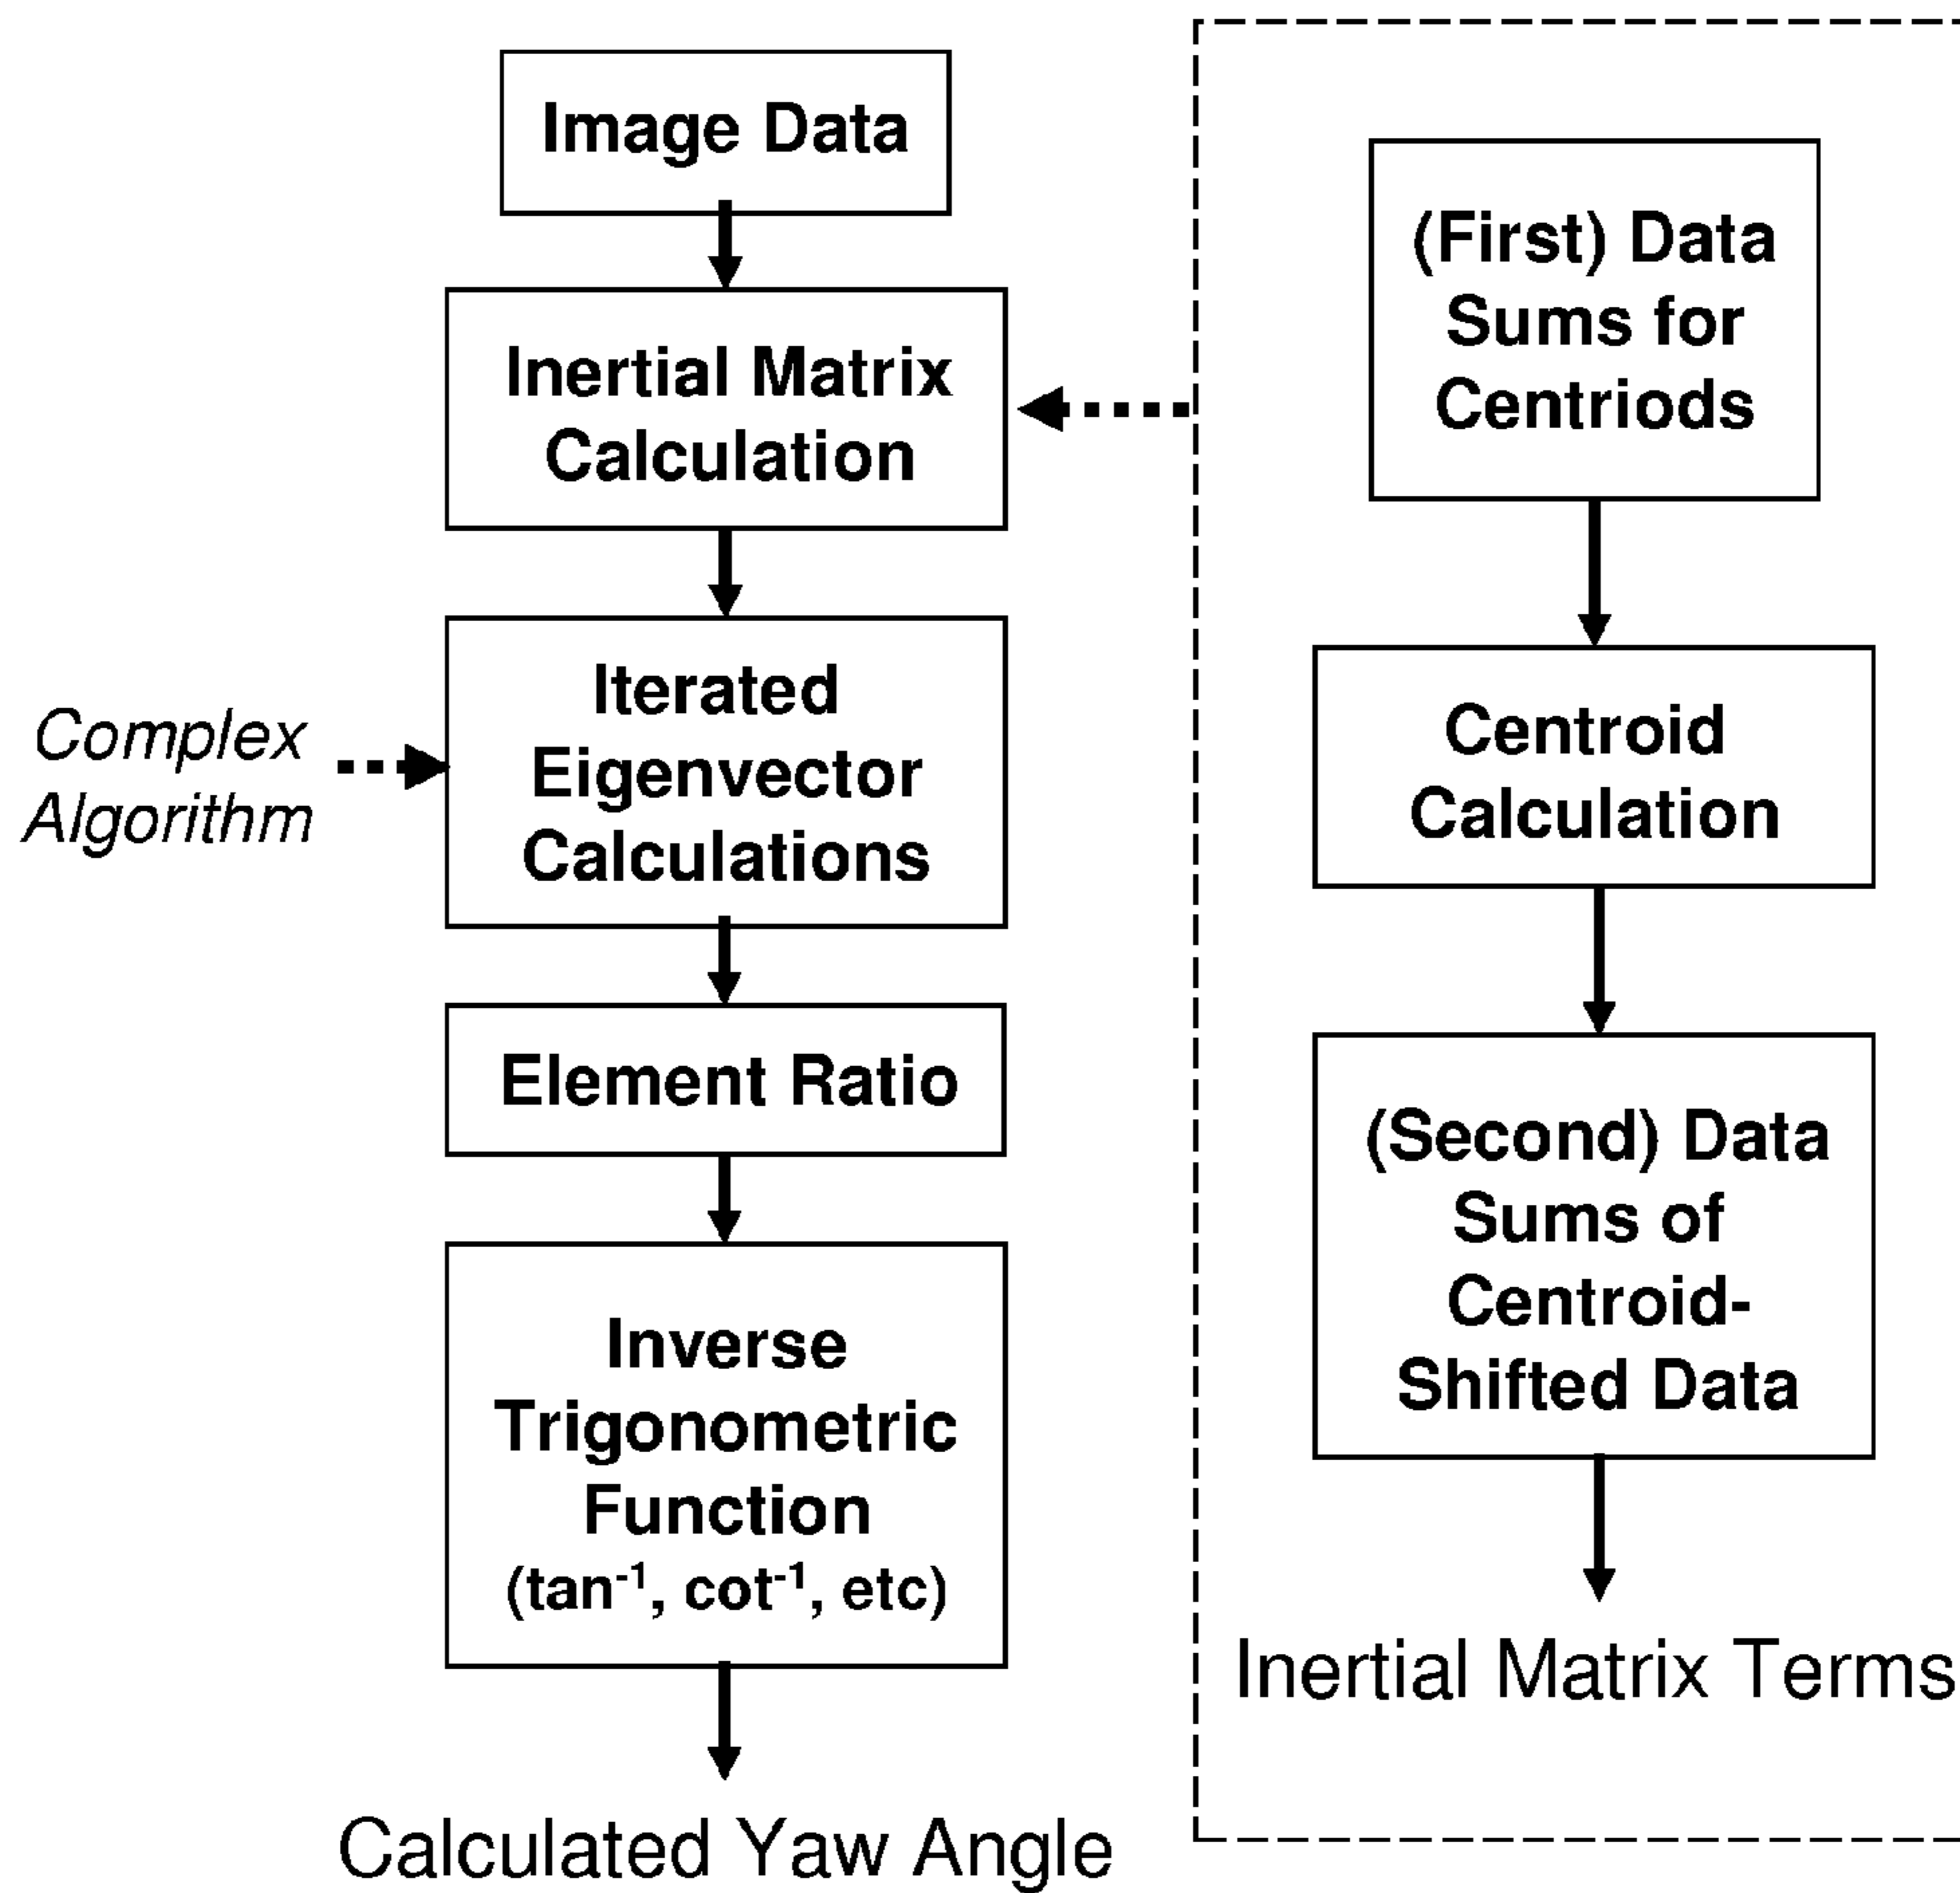 Image Data
Inertial Matrix
Calculation
Complex
Algorithm
Iterated
Eigenvector
Calculations
Element Ratio
Inverse
Trigonometric
Function
(tan⁻¹, cot⁻¹, etc)
Calculated Yaw Angle
(First) Data
Sums for
Centriods
Centroid
Calculation
(Second) Data
Sums of
Centroid-
Shifted Data
Inertial Matrix Terms